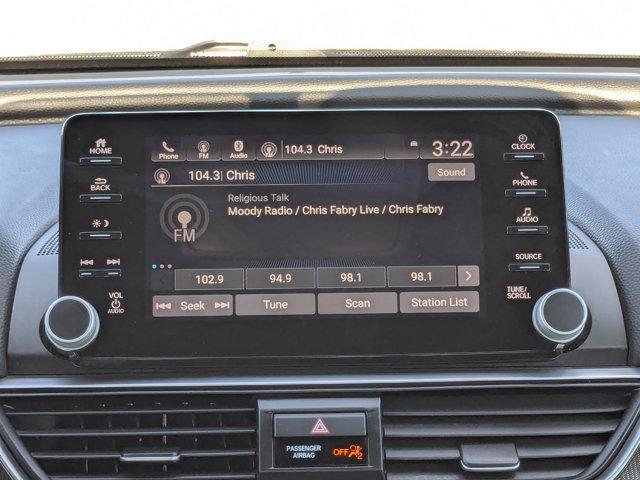 HOME
BACK
VOL
AUDIO
Phone
FM
Audio
104.3 Chris
3:22
104.3 Chris
Sound
Religious Talk
FM
Moody Radio / Chris Fabry Live / Chris Fabry
102.9
94.9
98.1
98.1
Seek
Tune
Scan
Station List
CLOCK
PHONE
AUDIO
SOURCE
TUNE/
SCROLL
PASSENGER
AIRBAG
OFF
2